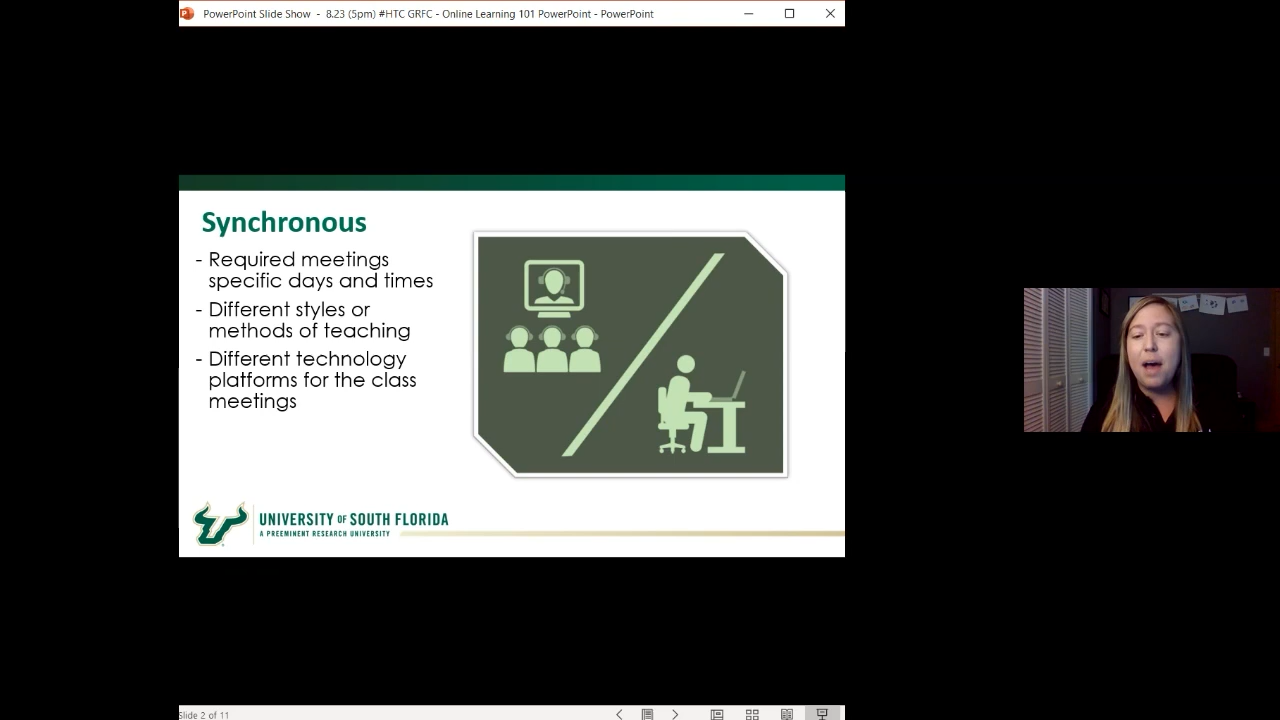 PowerPoint Slide Show - 8.23 (5pm) #HTC GRFC - Online Learning 101 PowerPoint - PowerPoint
Synchronous
- Required meetings
specific days and times
- Different styles or
methods of teaching
- Different technology
platforms for the class
meetings
UNIVERSITY OF SOUTH FLORIDA
A PREEMINENT RESEARCH UNIVERSITY
Slide 2 of 11